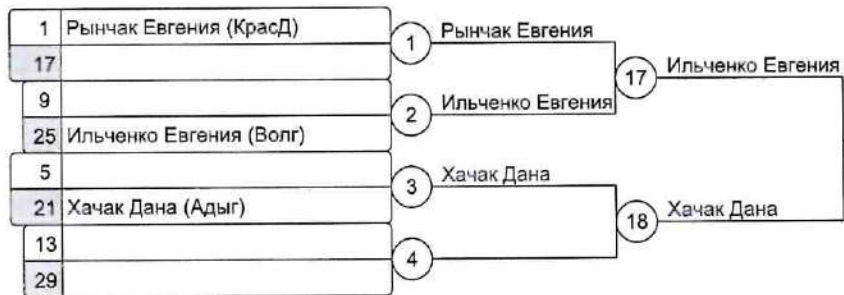 1 Рынчак Евгения (КрасД)
17
9
25 Ильченко Евгения (Волг)
5
21 Хачак Дана (Адыг)
13
29
1 Рынчак Евгения
2 Ильченко Евгения
3 Хачак Дана
4
17 Ильченко Евгения
18 Хачак Дана